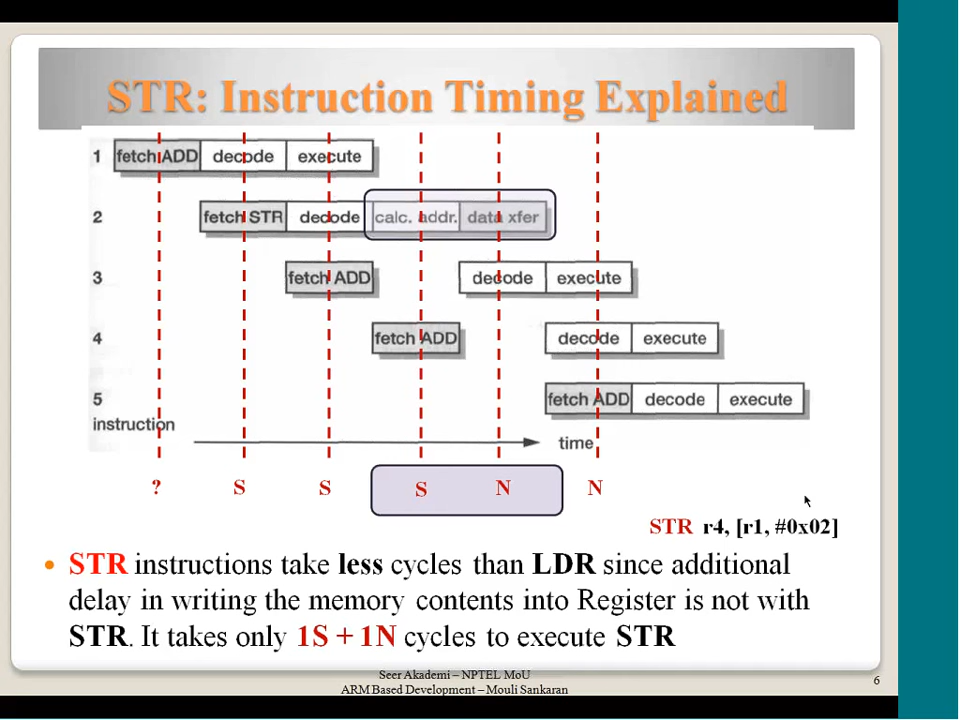 STR: Instruction Timing Explained
1 fetch ADD decode execute
2 fetch STR decode calc. addr. data xfer
3 fetch ADD decode execute
4 fetch ADD decode execute
5 fetch ADD decode execute
instruction
time
? S S S N N
STR r4, [r1, #0x02]
• STR instructions take less cycles than LDR since additional
delay in writing the memory contents into Register is not with
STR. It takes only 1S + 1N cycles to execute STR
Seer Akademi – NPTEL MoU
ARM Based Development – Mouli Sankaran
6